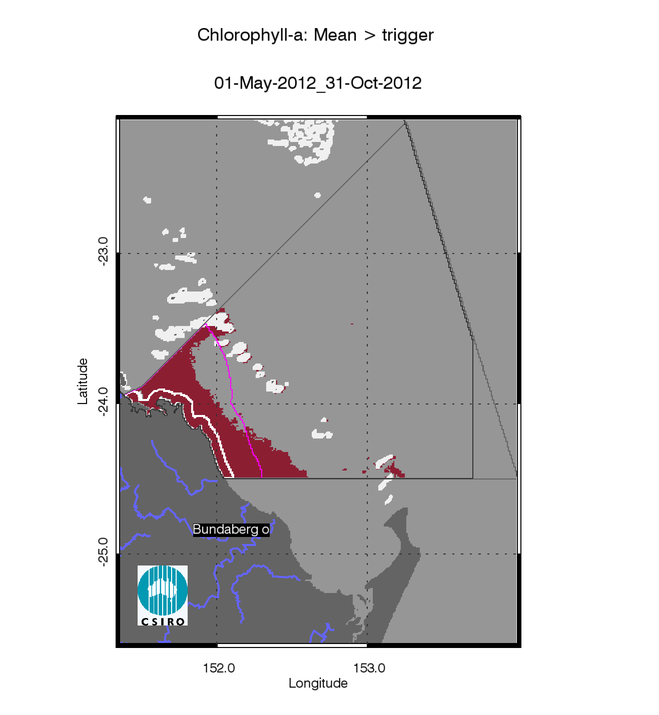 Chlorophyll-a: Mean > trigger
01-May-2012_31-Oct-2012
-23.0
Latitude
-24.0
Bundaberg o
-25.0
CSIRO
152.0
153.0
Longitude